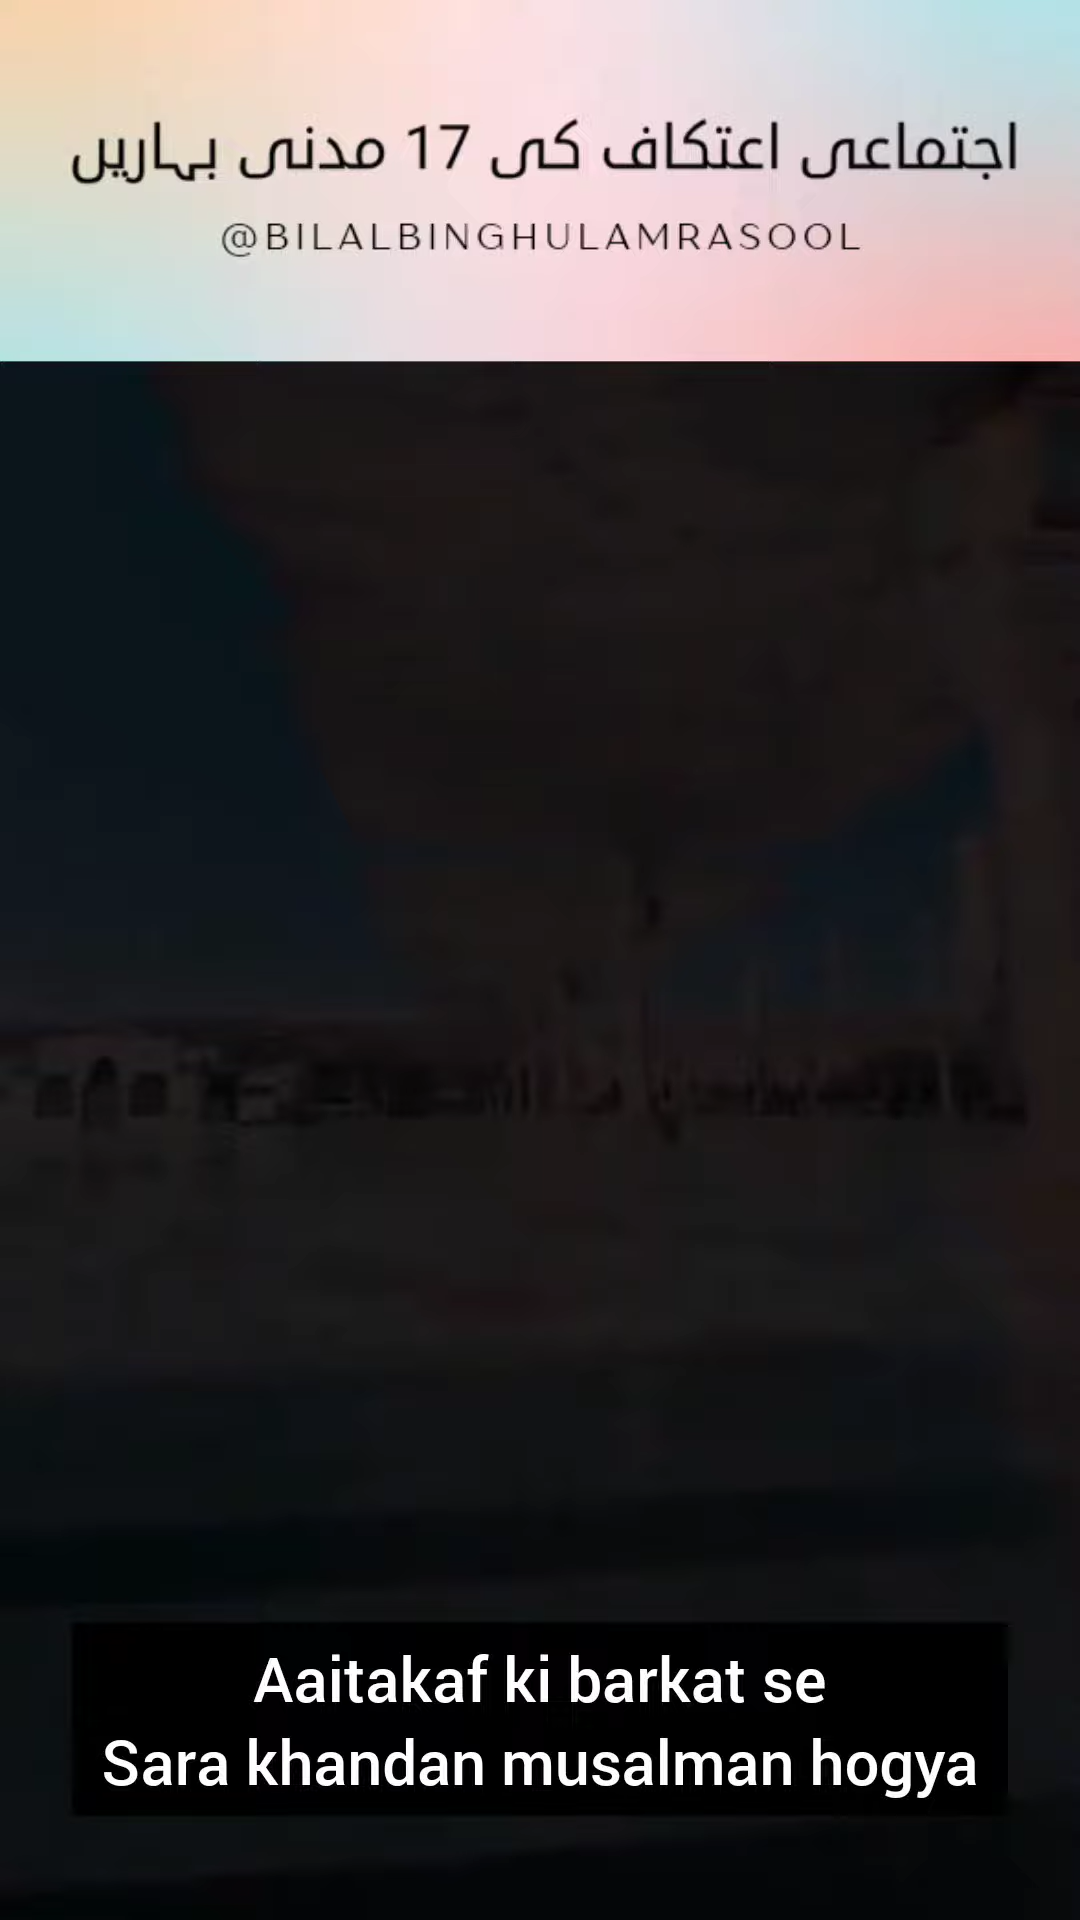 اجتماعی اعتکاف کی 17 مدنی بہاریں
@BILALBINGHULAMRASOOL
Aaitakaf ki barkat se
Sara khandan musalman hogya